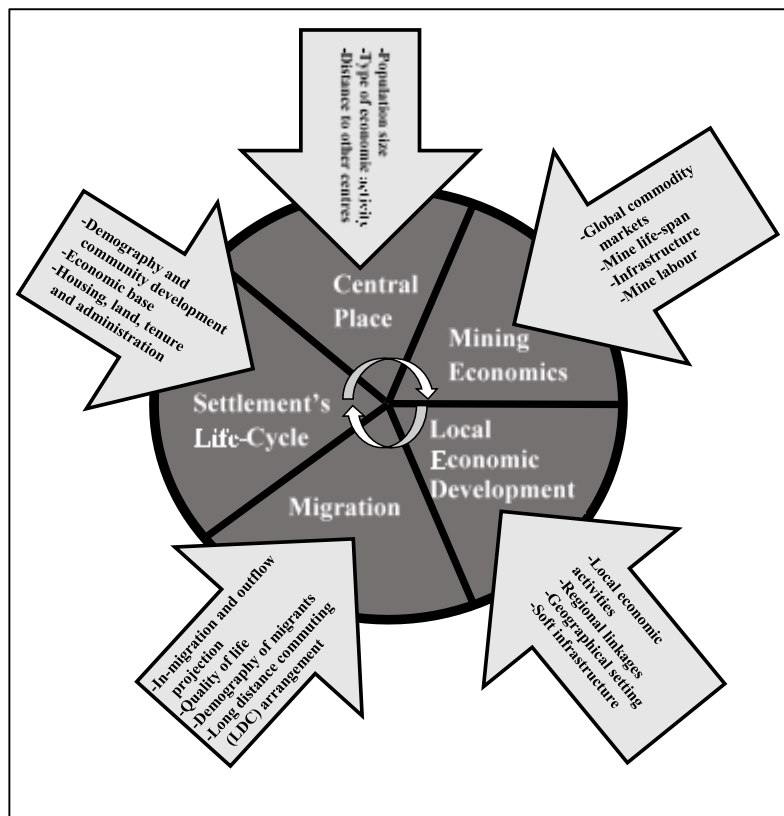 -Population size
-Type of economic activity
-Distance to other centres
-Global commodity
markets
-Mine life-span
-Infrastructure
-Mine labour
-Demography and
community development
-Economic base
-Housing, land, tenure
and administration
Central
Place
Mining
Economics
Settlement's
Life-Cycle
Local
Economic
Development
Migration
-In-migration and outflow
projection
-Quality of life
-Demography of migrants
-Long distance commuting
(LDC) arrangement
-Local economic
activities
-Regional linkages
-Geographical setting
-Soft infrastructure